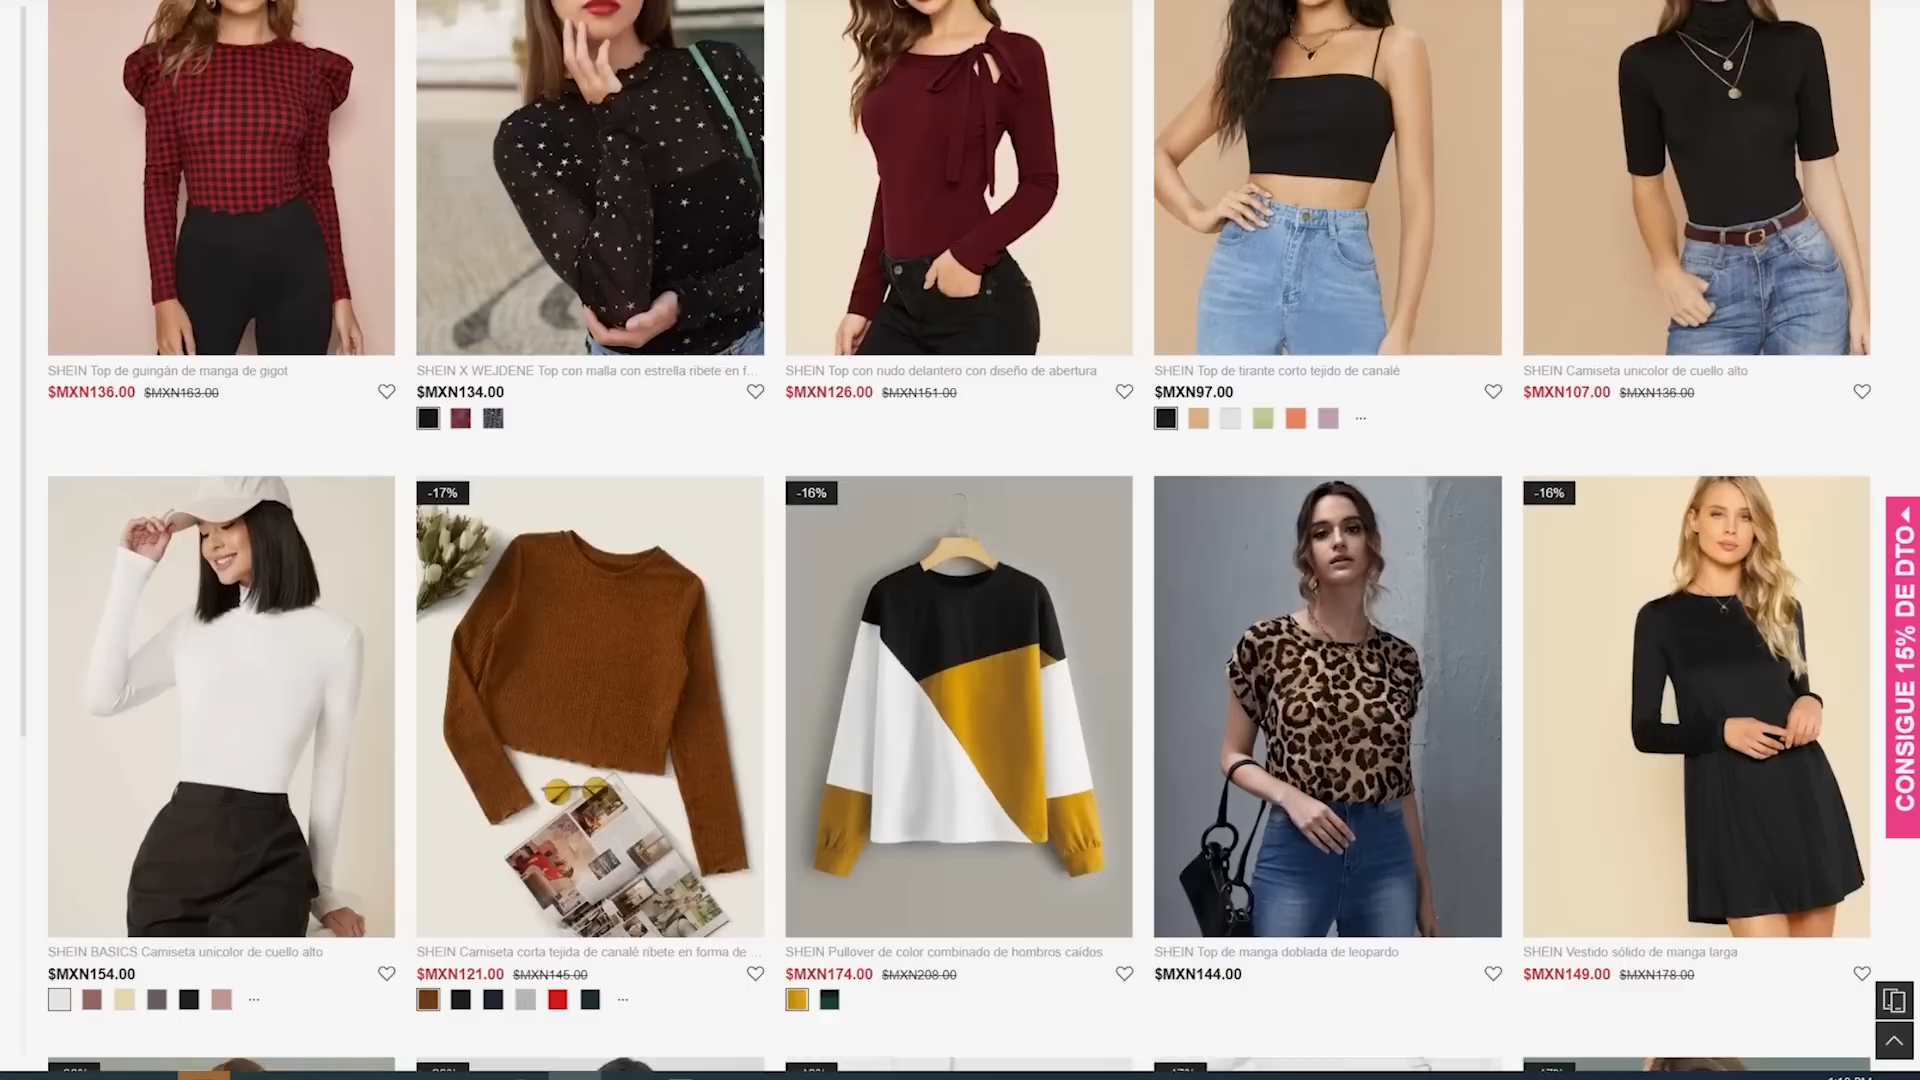 SHEIN Top de guingán de manga de gigot
$MXN136.00 $MXN163.00
SHEIN X WEJDENE Top con malla con estrella ribete en f...
$MXN134.00
SHEIN Top con nudo delantero con diseño de abertura
$MXN126.00 $MXN151.00
SHEIN Top de tirante corto tejido de canalé
$MXN97.00
...
SHEIN Camiseta unicolor de cuello alto
$MXN107.00 $MXN136.00
SHEIN BASICS Camiseta unicolor de cuello alto
$MXN154.00
...
-17%
SHEIN Camiseta corta tejida de canalé ribete en forma de ...
$MXN121.00 $MXN145.00
...
-16%
SHEIN Pullover de color combinado de hombros caídos
$MXN174.00 $MXN208.00
SHEIN Top de manga doblada de leopardo
$MXN144.00
-16%
SHEIN Vestido sólido de manga larga
$MXN149.00 $MXN178.00
CONSIGUE 15% DE DTO